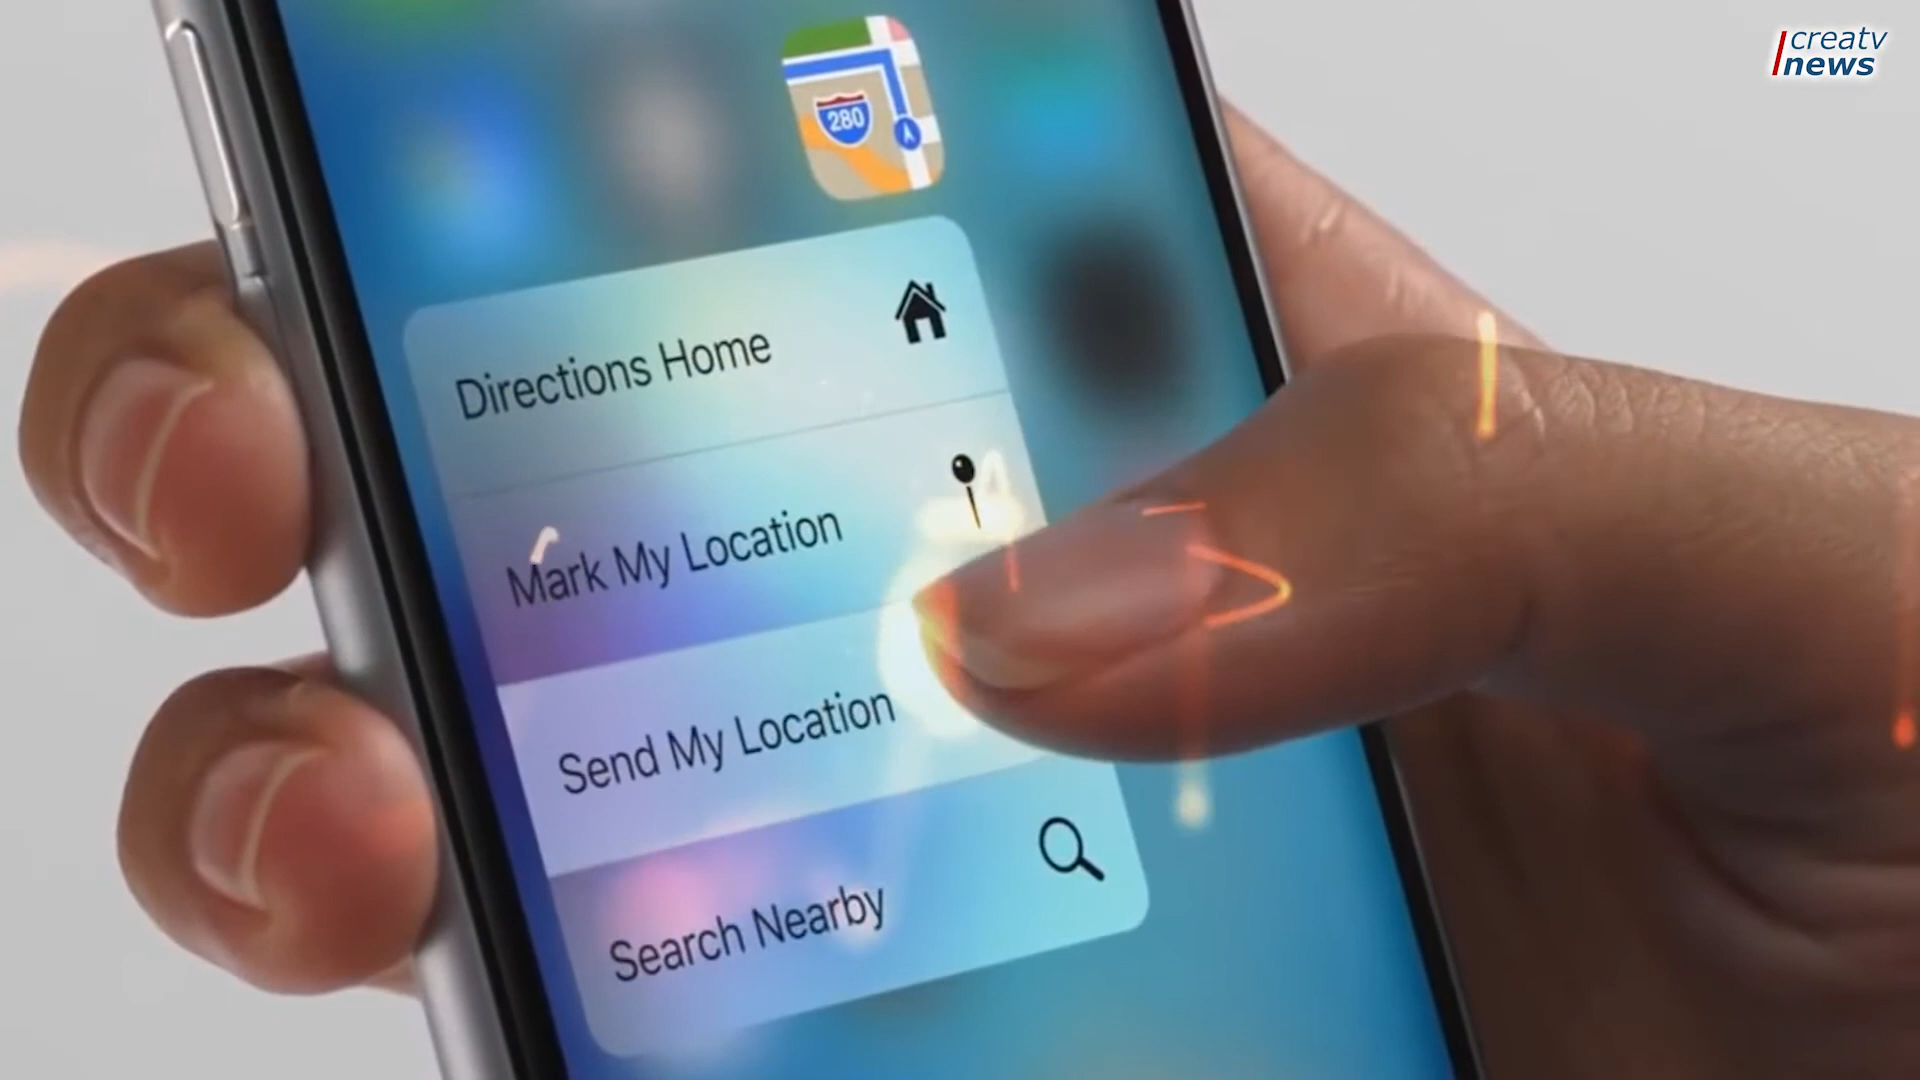 creatv
news
280
Directions Home
Mark My Location
Send My Location
Search Nearby